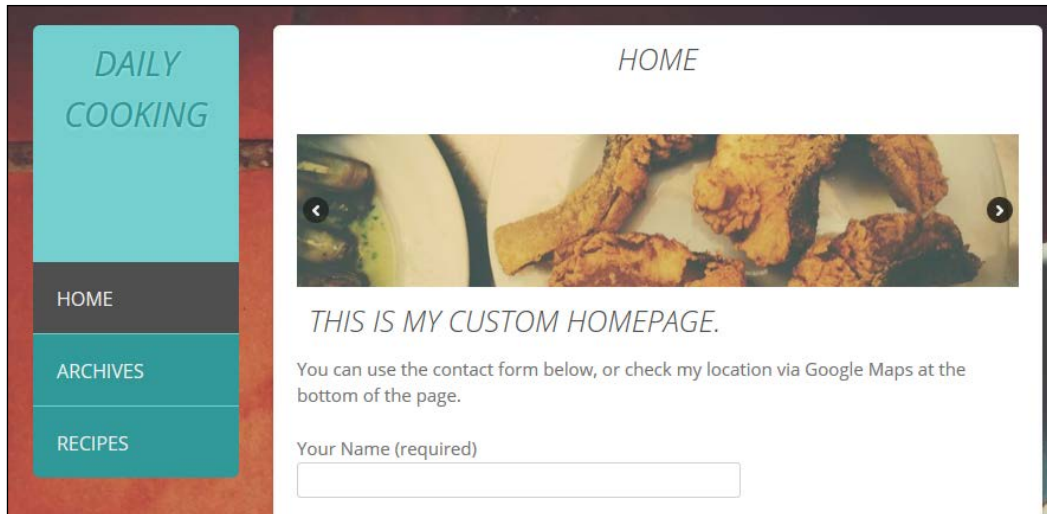 DAILY
COOKING
HOME
ARCHIVES
RECIPES
HOME
THIS IS MY CUSTOM HOMEPAGE.
You can use the contact form below, or check my location via Google Maps at the
bottom of the page.
Your Name (required)